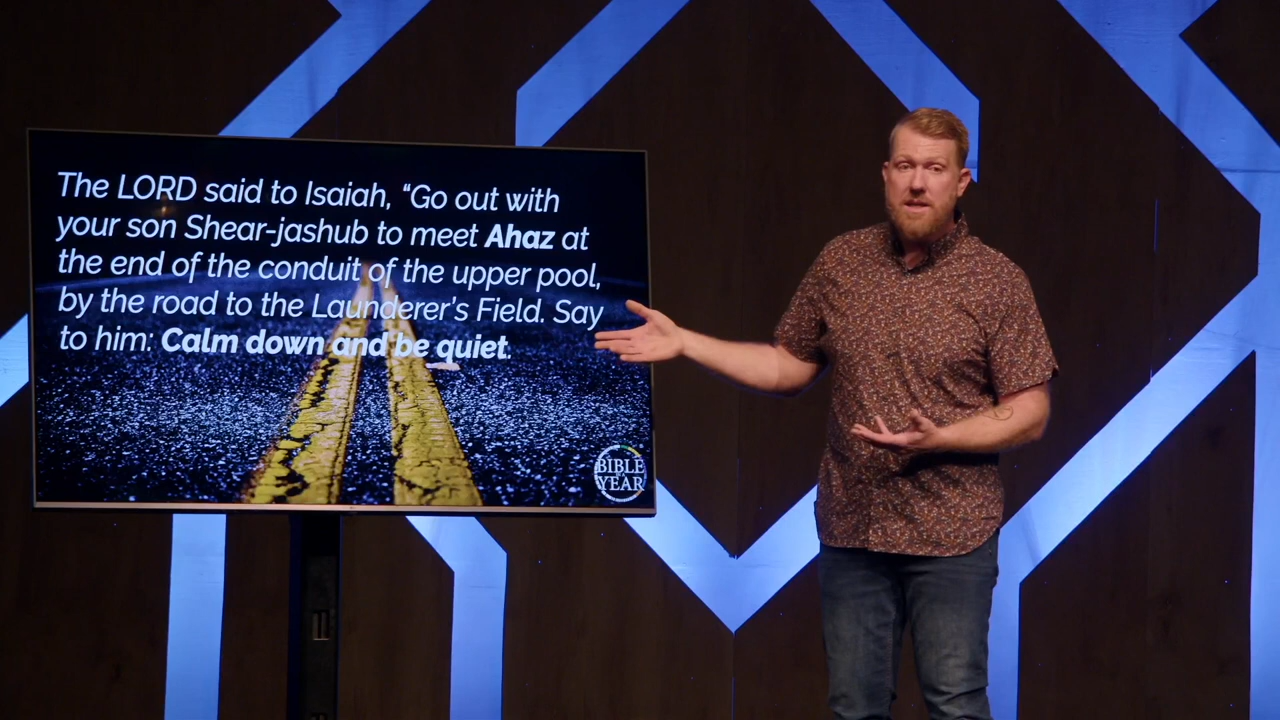 The LORD said to Isaiah, “Go out with
your son Shear-jashub to meet Ahaz at
the end of the conduit of the upper pool,
by the road to the Launderer’s Field. Say
to him: Calm down and be quiet.
BIBLE
YEAR